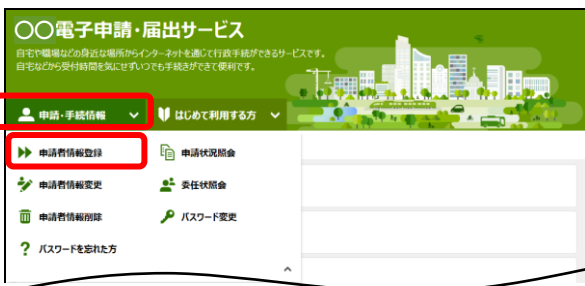 〇〇電子申請・届出サービス
自宅や職場などの身近な場所からインターネットを通じて行政手続ができるサービスです。
自宅などから受付時間を気にせずいつでも手続きができて便利です。
申請・手続情報
はじめて利用する方
申請者情報登録
申請状況照会
申請者情報変更
委任状照会
申請者情報削除
パスワード変更
パスワードを忘れた方